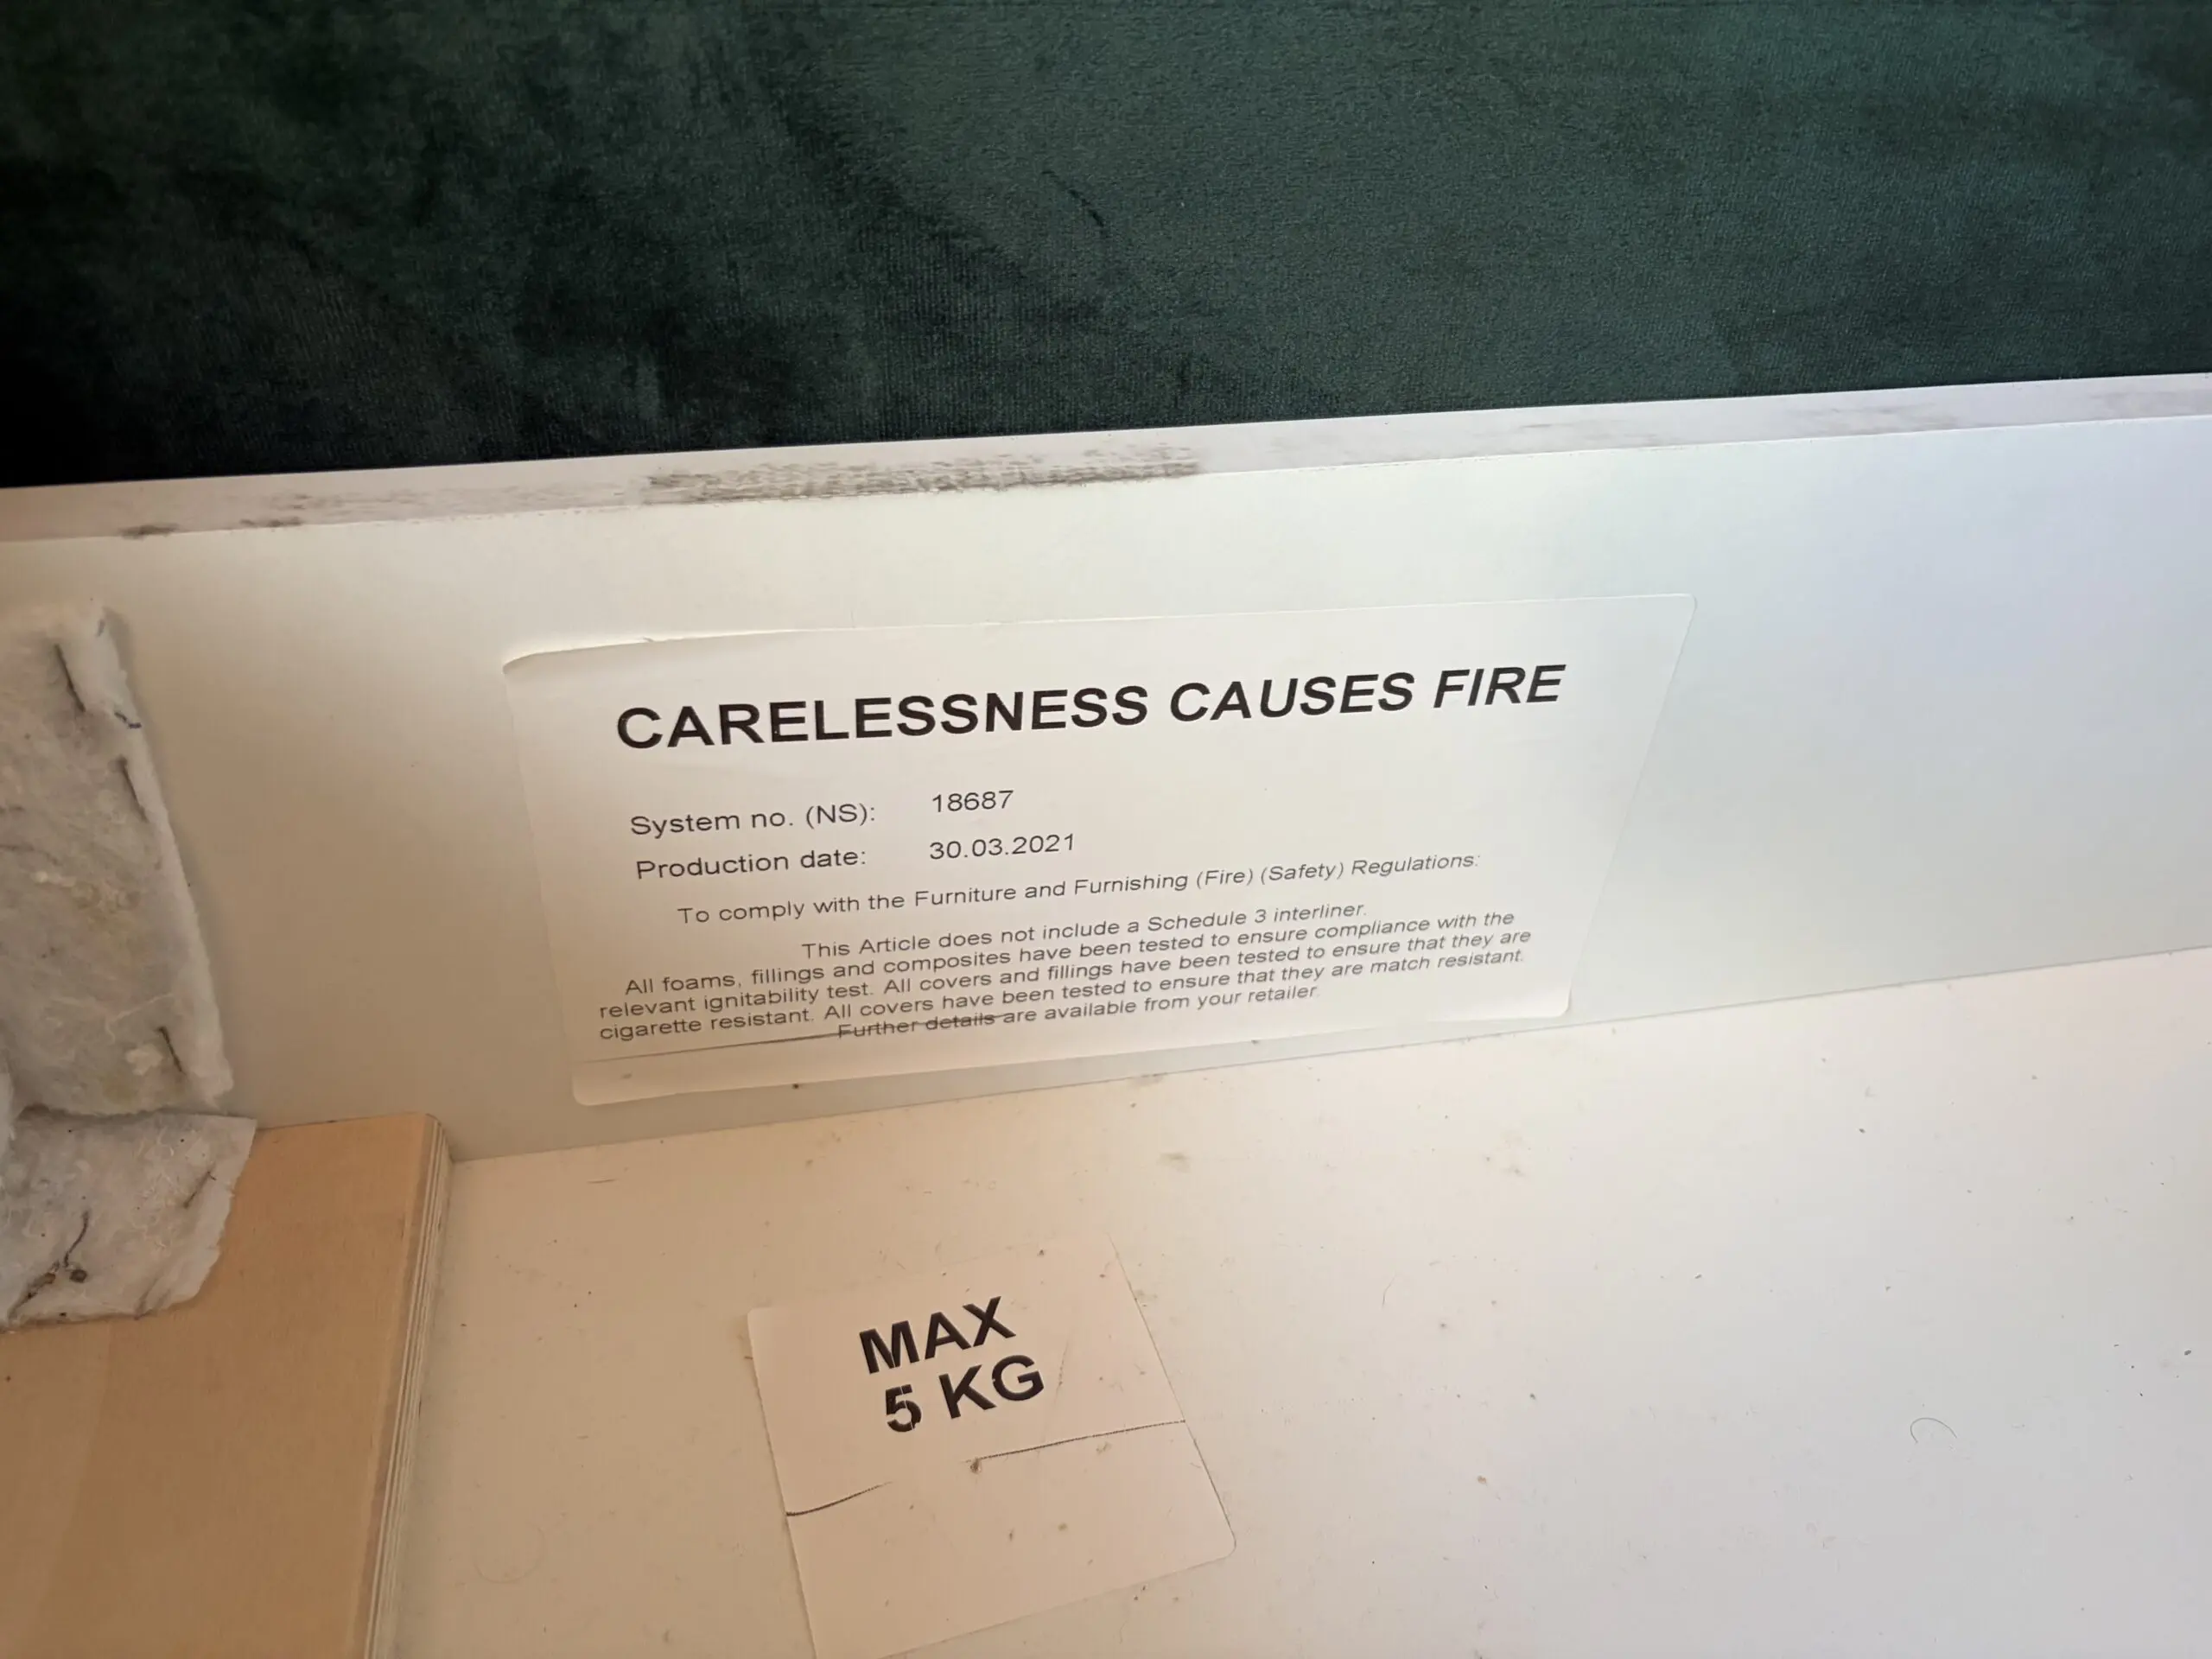 CARELESSNESS CAUSES FIRE
System no. (NS): 18687
Production date: 30.03.2021
To comply with the Furniture and Furnishing (Fire) (Safety) Regulations:
This Article does not include a Schedule 3 interliner.
All foams, fillings and composites have been tested to ensure compliance with the
relevant ignitability test. All covers and fillings have been tested to ensure that they are
cigarette resistant. All covers have been tested to ensure that they are match resistant.
Further details are available from your retailer.
MAX
5 KG